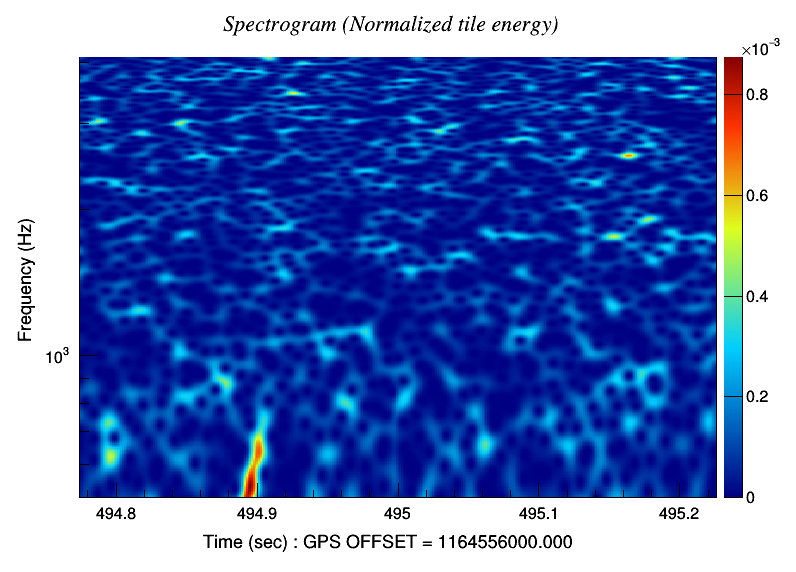 Spectrogram (Normalized tile energy)
×10⁻³
0.8
0.6
0.4
0.2
0
Frequency (Hz)
10³
494.8 494.9 495 495.1 495.2
Time (sec) : GPS OFFSET = 1164556000.000